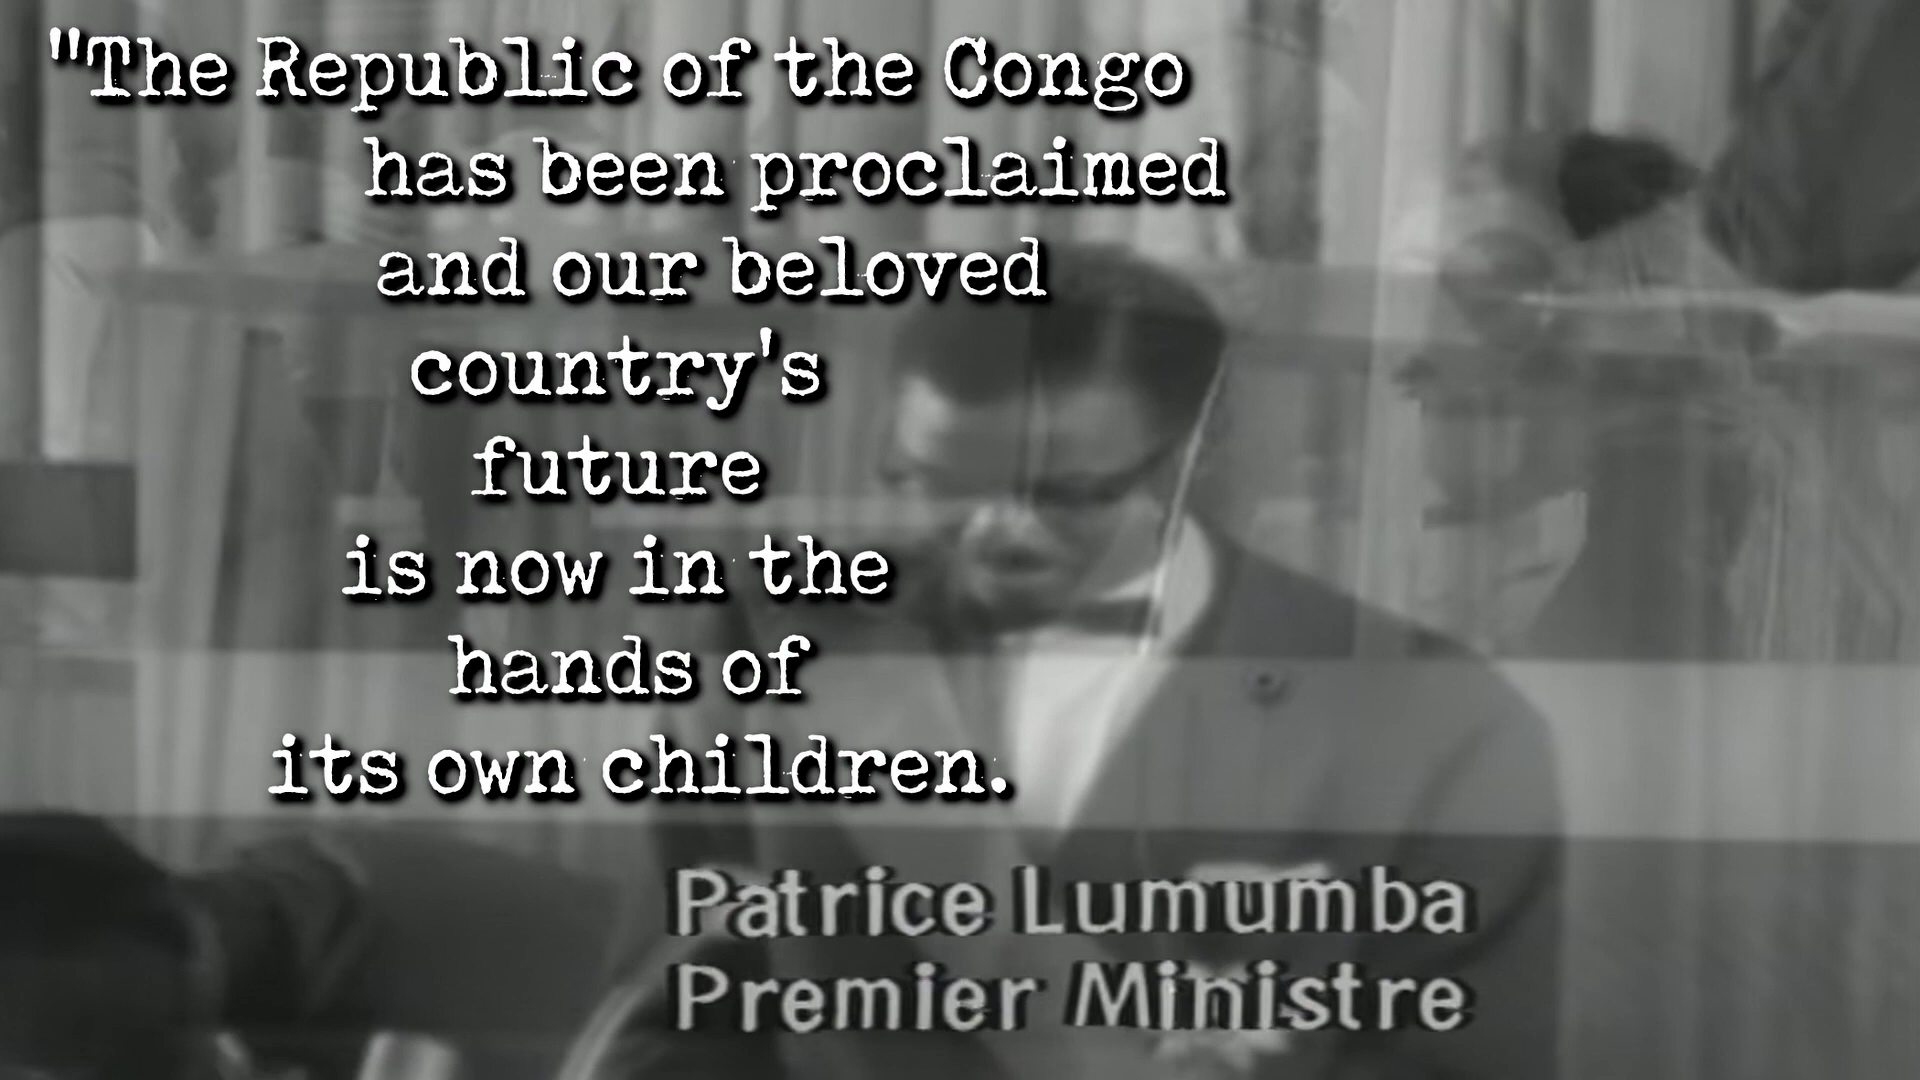 "The Republic of the Congo
has been proclaimed
and our beloved
country's
future
is now in the
hands of
its own children.
Patrice Lumumba
Premier Ministre